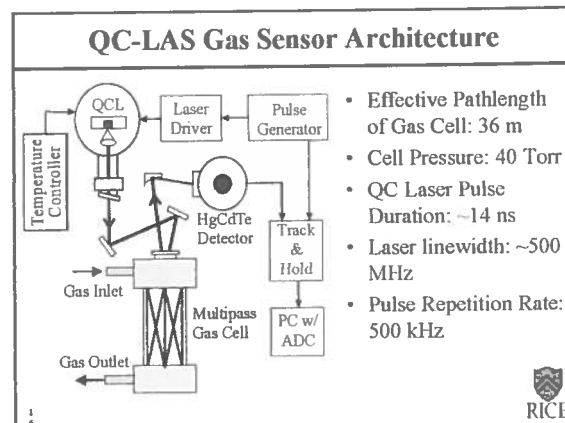 QC-LAS Gas Sensor Architecture
QCL
Laser
Driver
Pulse
Generator
Temperature
Controller
HgCdTe
Detector
Track
&
Hold
Gas Inlet
Multipass
Gas Cell
PC w/
ADC
Gas Outlet
• Effective Pathlength
of Gas Cell: 36 m
• Cell Pressure: 40 Torr
• QC Laser Pulse
Duration: ~14 ns
• Laser linewidth: ~500
MHz
• Pulse Repetition Rate:
500 kHz
RICE